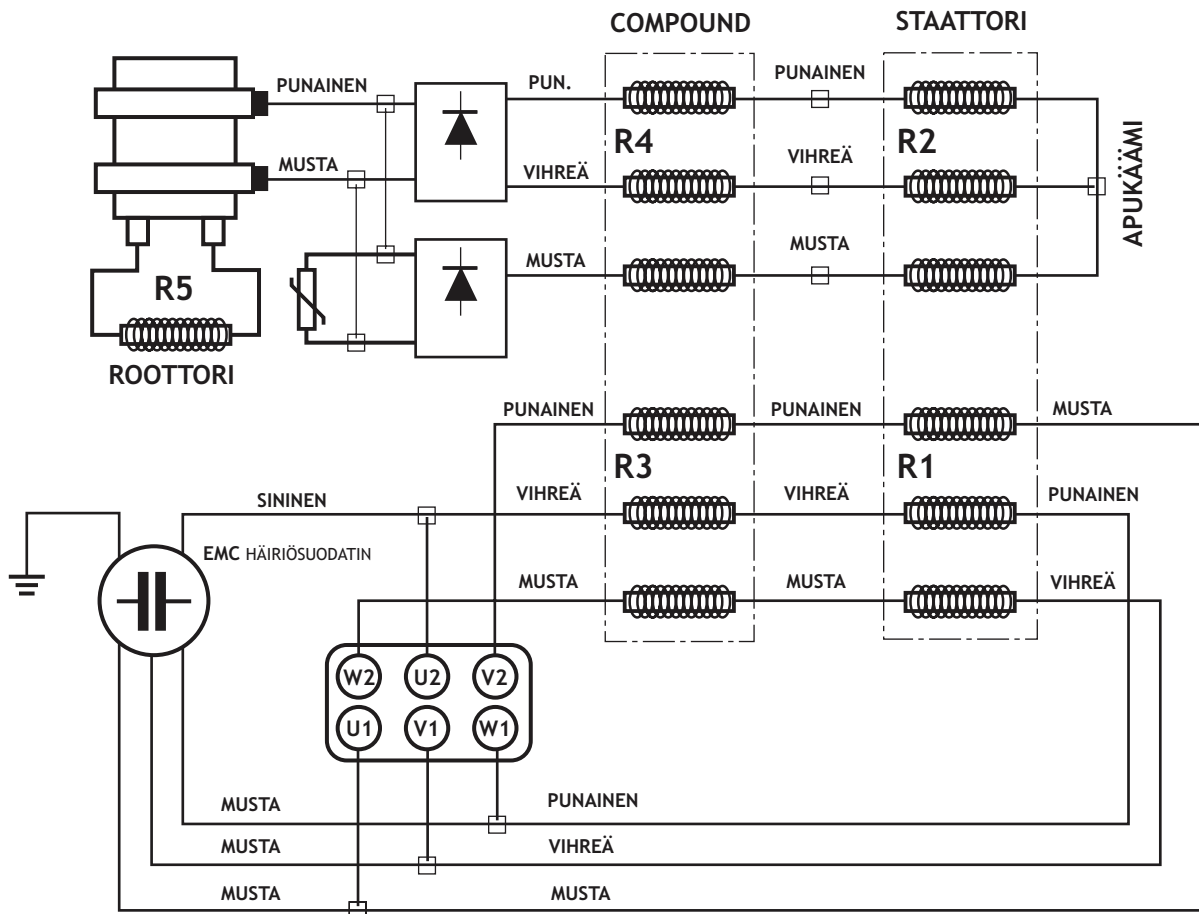 COMPOUND
STAATTORI
PUNAINEN
PUN.
PUNAINEN
R4
R2
MUSTA
VIHREÄ
VIHREÄ
APUKÄÄMI
MUSTA
MUSTA
R5
ROOTTORI
PUNAINEN
PUNAINEN
MUSTA
R3
R1
SININEN
VIHREÄ
VIHREÄ
PUNAINEN
EMC HÄIRIÖSUODATIN
MUSTA
MUSTA
VIHREÄ
W2
U2
V2
U1
V1
W1
MUSTA
PUNAINEN
MUSTA
VIHREÄ
MUSTA
MUSTA